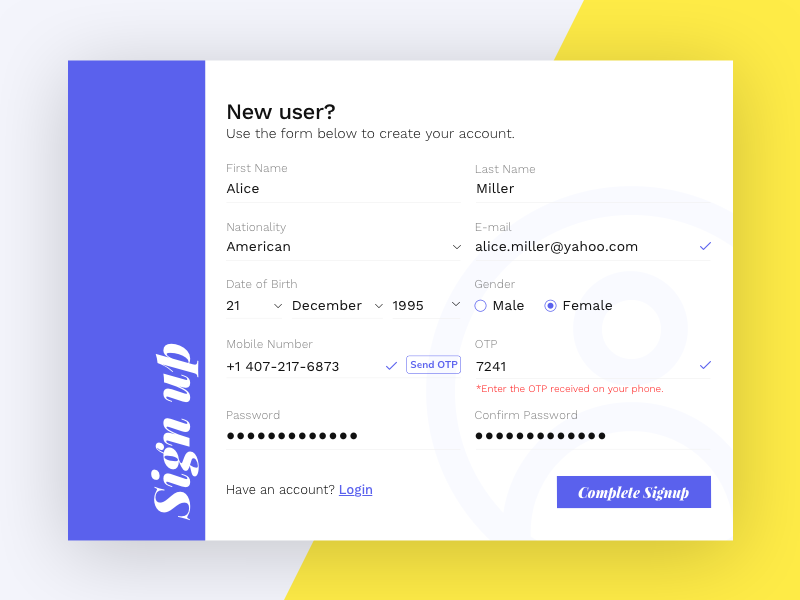 Sign up
New user?
Use the form below to create your account.
First Name
Last Name
Alice
Miller
Nationality
E-mail
American
alice.miller@yahoo.com
Date of Birth
Gender
21 December 1995
Male Female
Mobile Number
OTP
+1 407-217-6873 Send OTP
7241
*Enter the OTP received on your phone.
Password
Confirm Password
●●●●●●●●●●●●●
●●●●●●●●●●●●●
Have an account? Login
Complete Signup